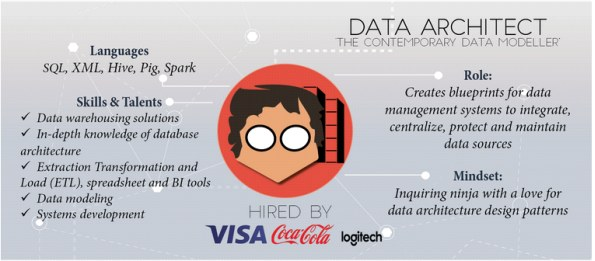 DATA ARCHITECT
'THE CONTEMPORARY DATA MODELLER'
Languages
SQL, XML, Hive, Pig, Spark
Skills & Talents
✓ Data warehousing solutions
✓ In-depth knowledge of database
architecture
✓ Extraction Transformation and
Load (ETL), spreadsheet and BI tools
✓ Data modeling
✓ Systems development
Role:
Creates blueprints for data
management systems to integrate,
centralize, protect and maintain
data sources
Mindset:
Inquiring ninja with a love for
data architecture design patterns
HIRED BY
VISA Coca-Cola logitech